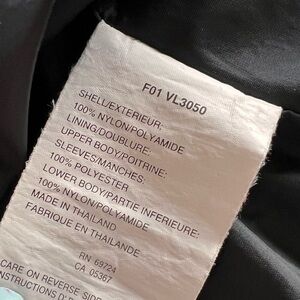 F01 VL3050
SHELL/EXTERIEUR:
100% NYLON/POLYAMIDE
LINING/DOUBLURE:
UPPER BODY/POITRINE:
SLEEVES/MANCHES:
100% POLYESTER
LOWER BODY/PARTIE INFERIEURE:
100% NYLON/POLYAMIDE
MADE IN THAILAND
FABRIQUE EN THAILANDE
RN 69724
CA 05367
CARE ON REVERSE SIDE